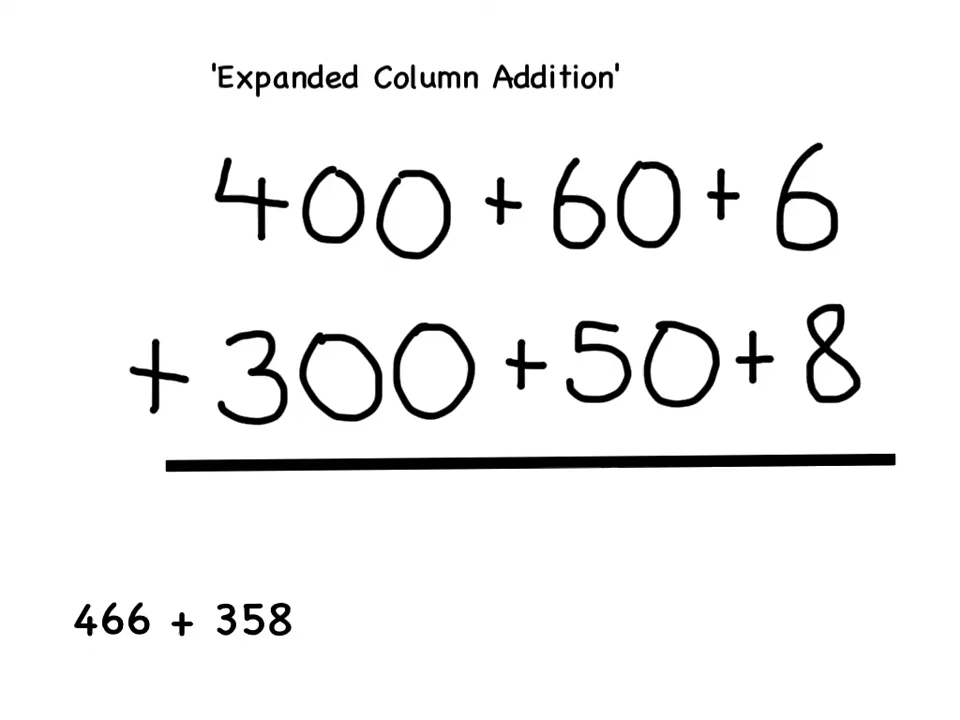 'Expanded Column Addition'
400 + 60 + 6
+ 300 + 50 + 8
466 + 358